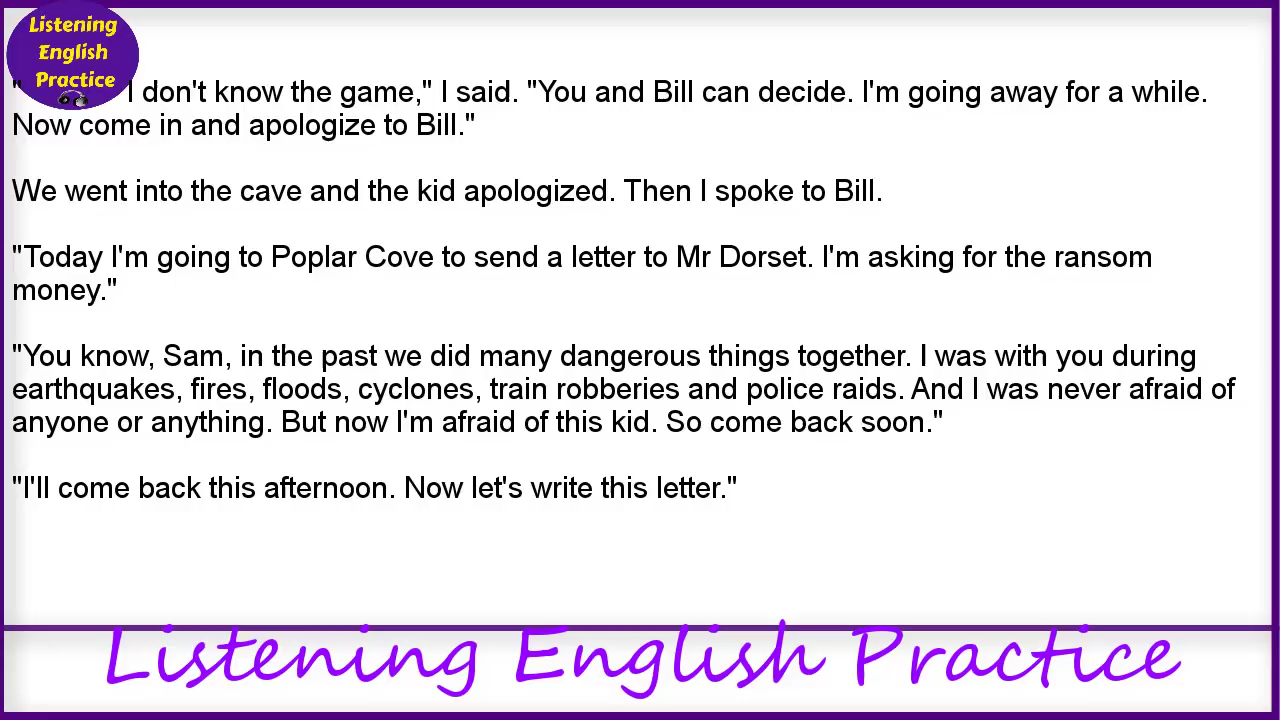 Listening
English
Practice
" I don't know the game," I said. "You and Bill can decide. I'm going away for a while.
Now come in and apologize to Bill."
We went into the cave and the kid apologized. Then I spoke to Bill.
"Today I'm going to Poplar Cove to send a letter to Mr Dorset. I'm asking for the ransom
money."
"You know, Sam, in the past we did many dangerous things together. I was with you during
earthquakes, fires, floods, cyclones, train robberies and police raids. And I was never afraid of
anyone or anything. But now I'm afraid of this kid. So come back soon."
"I'll come back this afternoon. Now let's write this letter."
Listening English Practice